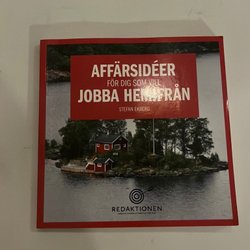 AFFÄRSIDÉER
FÖR DIG SOM VILL
JOBBA HEMIFRÅN
STEFAN EKBERG
REDAKTIONEN